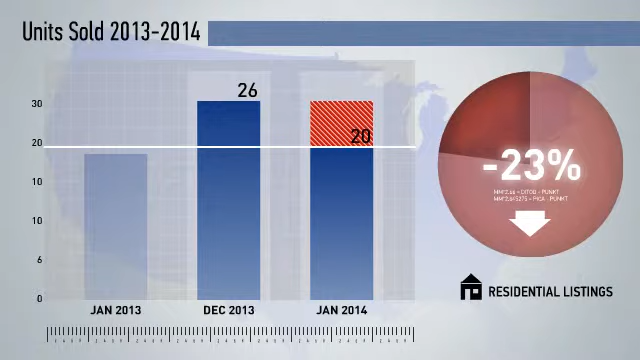 Units Sold 2013-2014
26
30
20
20
10
10
6
0
-23%
JAN 2013
DEC 2013
JAN 2014
RESIDENTIAL LISTINGS